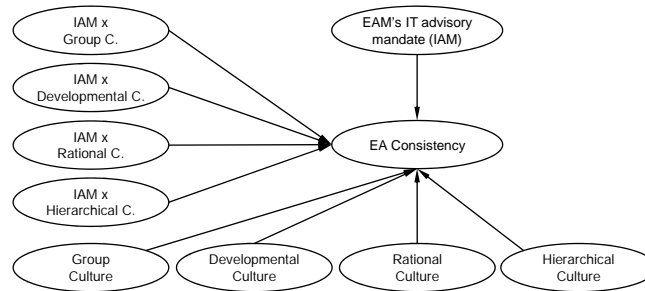 IAM x
Group C.
EAM's IT advisory
mandate (IAM)
IAM x
Developmental C.
IAM x
Rational C.
EA Consistency
IAM x
Hierarchical C.
Group
Culture
Developmental
Culture
Rational
Culture
Hierarchical
Culture